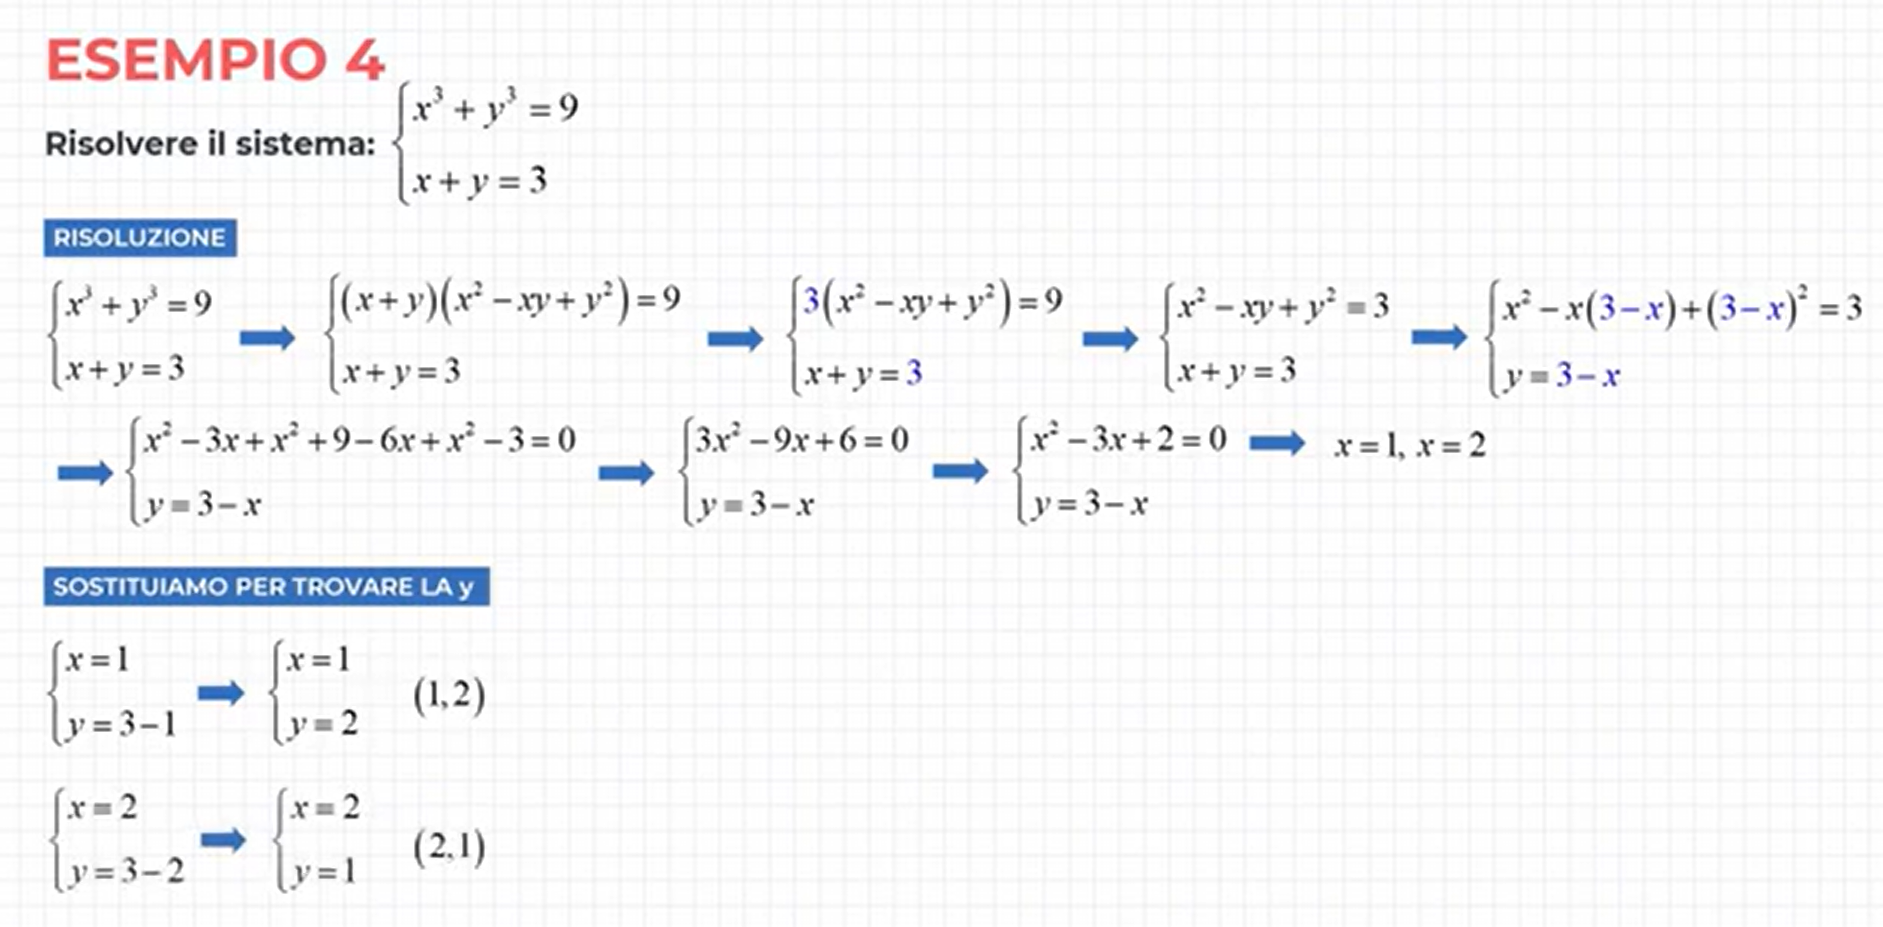 ESEMPIO 4
Risolvere il sistema: { x³ + y³ = 9
x + y = 3
RISOLUZIONE
{ x³ + y³ = 9 ➡ { (x + y)(x² − xy + y²) = 9 ➡ { 3(x² − xy + y²) = 9 ➡ { x² − xy + y² = 3 ➡ { x² − x(3 − x) + (3 − x)² = 3
x + y = 3 x + y = 3 x + y = 3 x + y = 3 y = 3 − x
➡ { x² − 3x + x² + 9 − 6x + x² − 3 = 0 ➡ { 3x² − 9x + 6 = 0 ➡ { x² − 3x + 2 = 0 ➡ x = 1, x = 2
y = 3 − x y = 3 − x y = 3 − x
SOSTITUIAMO PER TROVARE LA y
{ x = 1 ➡ { x = 1 (1,2)
y = 3 − 1 y = 2
{ x = 2 ➡ { x = 2 (2,1)
y = 3 − 2 y = 1